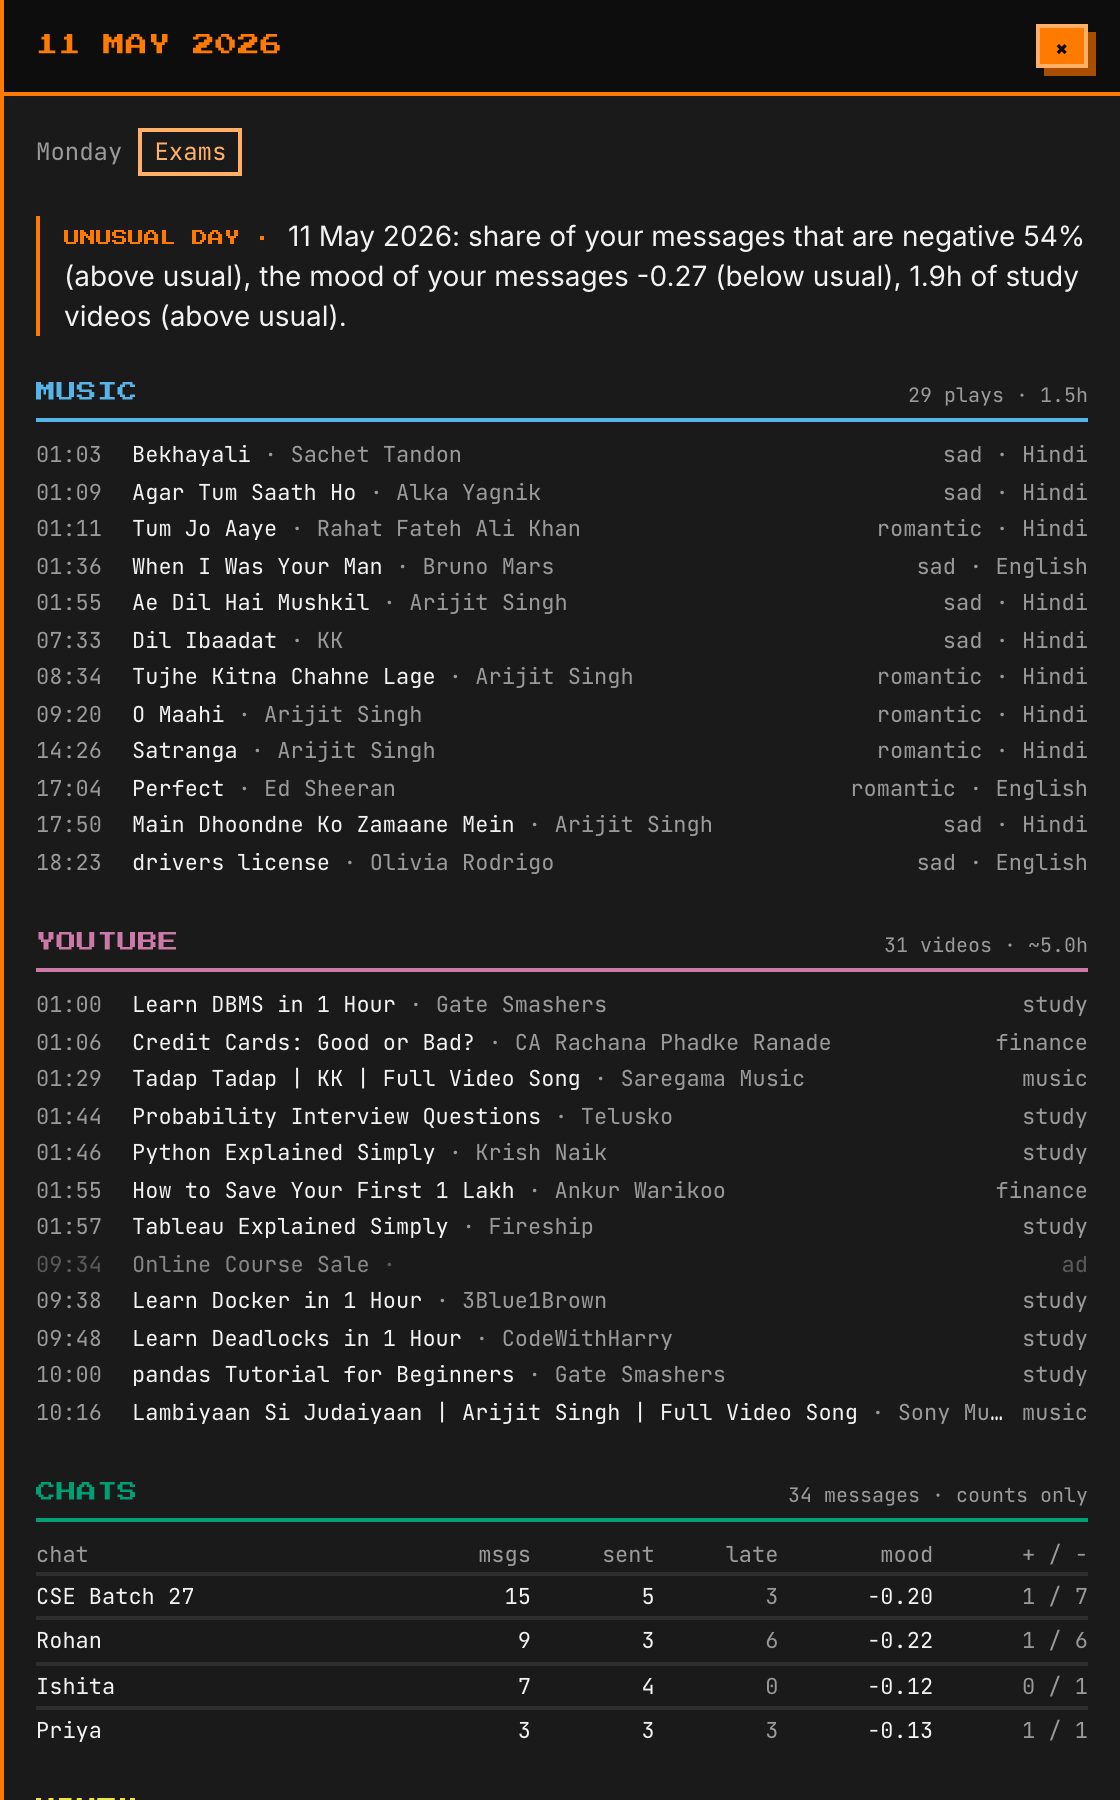 11 MAY 2026
×
Monday Exams
UNUSUAL DAY · 11 May 2026: share of your messages that are negative 54%
(above usual), the mood of your messages -0.27 (below usual), 1.9h of study
videos (above usual).
MUSIC 29 plays · 1.5h
01:03 Bekhayali · Sachet Tandon sad · Hindi
01:09 Agar Tum Saath Ho · Alka Yagnik sad · Hindi
01:11 Tum Jo Aaye · Rahat Fateh Ali Khan romantic · Hindi
01:36 When I Was Your Man · Bruno Mars sad · English
01:55 Ae Dil Hai Mushkil · Arijit Singh sad · Hindi
07:33 Dil Ibaadat · KK sad · Hindi
08:34 Tujhe Kitna Chahne Lage · Arijit Singh romantic · Hindi
09:20 O Maahi · Arijit Singh romantic · Hindi
14:26 Satranga · Arijit Singh romantic · Hindi
17:04 Perfect · Ed Sheeran romantic · English
17:50 Main Dhoondne Ko Zamaane Mein · Arijit Singh sad · Hindi
18:23 drivers license · Olivia Rodrigo sad · English
YOUTUBE 31 videos · ~5.0h
01:00 Learn DBMS in 1 Hour · Gate Smashers study
01:06 Credit Cards: Good or Bad? · CA Rachana Phadke Ranade finance
01:29 Tadap Tadap | KK | Full Video Song · Saregama Music music
01:44 Probability Interview Questions · Telusko study
01:46 Python Explained Simply · Krish Naik study
01:55 How to Save Your First 1 Lakh · Ankur Warikoo finance
01:57 Tableau Explained Simply · Fireship study
09:34 Online Course Sale · ad
09:38 Learn Docker in 1 Hour · 3Blue1Brown study
09:48 Learn Deadlocks in 1 Hour · CodeWithHarry study
10:00 pandas Tutorial for Beginners · Gate Smashers study
10:16 Lambiyaan Si Judaiyaan | Arijit Singh | Full Video Song · Sony Mu… music
CHATS 34 messages · counts only
chat msgs sent late mood + / -
CSE Batch 27 15 5 3 -0.20 1 / 7
Rohan 9 3 6 -0.22 1 / 6
Ishita 7 4 0 -0.12 0 / 1
Priya 3 3 3 -0.13 1 / 1